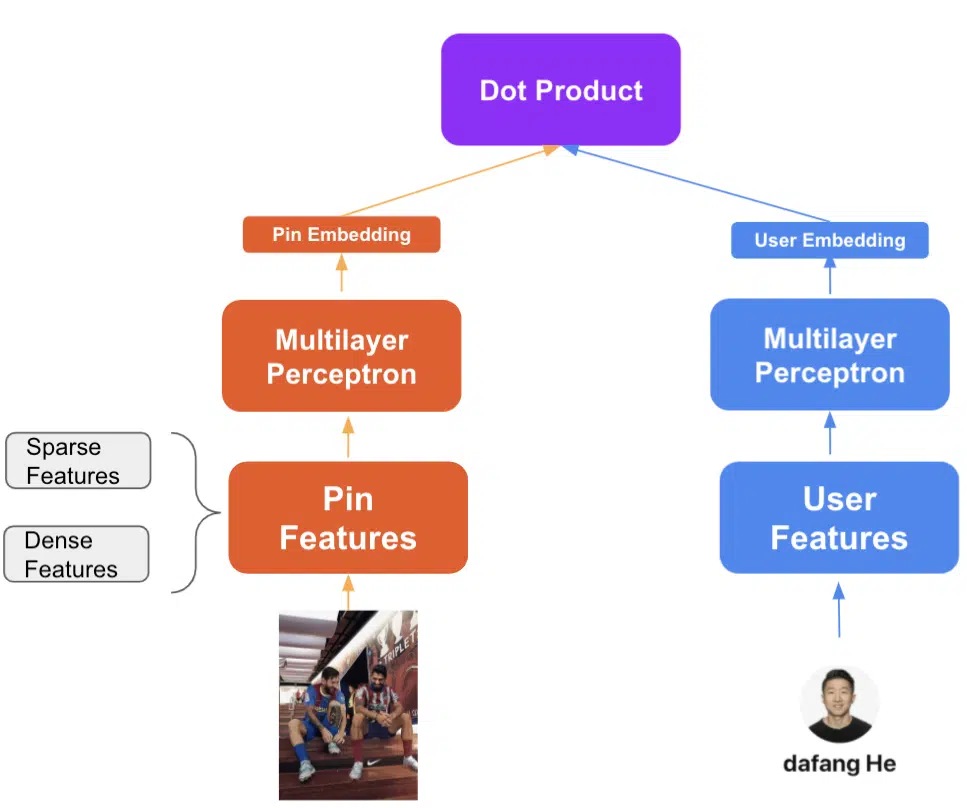 Dot Product
Pin Embedding
User Embedding
Multilayer
Perceptron
Multilayer
Perceptron
Sparse
Features
Dense
Features
Pin
Features
User
Features
TRIPLET
dafang He